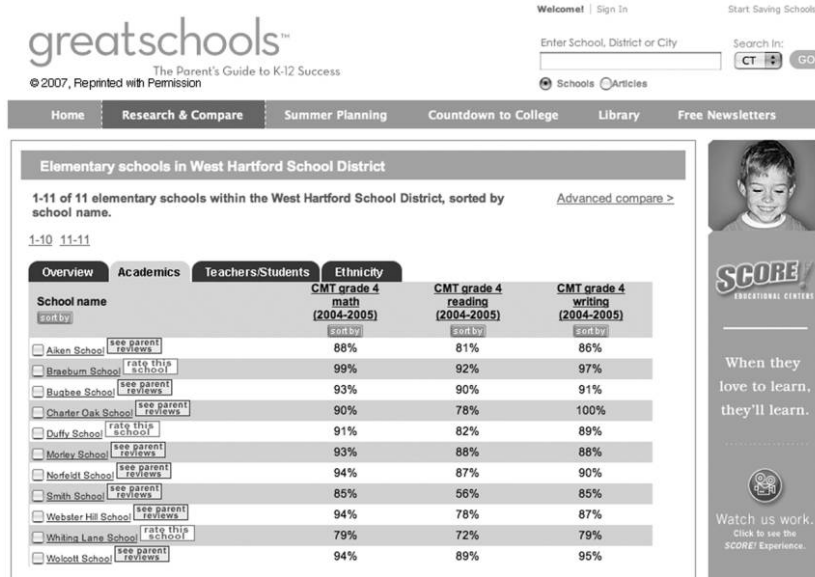 Welcome! | Sign In
Start Saving Schools
greatschools™
The Parent's Guide to K-12 Success
© 2007, Reprinted with Permission
Enter School, District or City
Search In:
CT
GO
Schools
Articles
Home
Research & Compare
Summer Planning
Countdown to College
Library
Free Newsletters
Elementary schools in West Hartford School District
1-11 of 11 elementary schools within the West Hartford School District, sorted by
school name.
Advanced compare >
1-10 11-11
Overview
Academics
Teachers/Students
Ethnicity
School name
sort by
CMT grade 4
math
(2004-2005)
sort by
CMT grade 4
reading
(2004-2005)
sort by
CMT grade 4
writing
(2004-2005)
sort by
Aiken School see parent reviews 88% 81% 86%
Braeburn School rate this school 99% 92% 97%
Bugbee School see parent reviews 93% 90% 91%
Charter Oak School see parent reviews 90% 78% 100%
Duffy School rate this school 91% 82% 89%
Morley School see parent reviews 93% 88% 88%
Norfeldt School see parent reviews 94% 87% 90%
Smith School see parent reviews 85% 56% 85%
Webster Hill School see parent reviews 94% 78% 87%
Whiting Lane School rate this school 79% 72% 79%
Wolcott School see parent reviews 94% 89% 95%
SCORE!
EDUCATIONAL CENTERS
When they
love to learn,
they'll learn.
Watch us work.
Click to see the
SCORE! Experience.